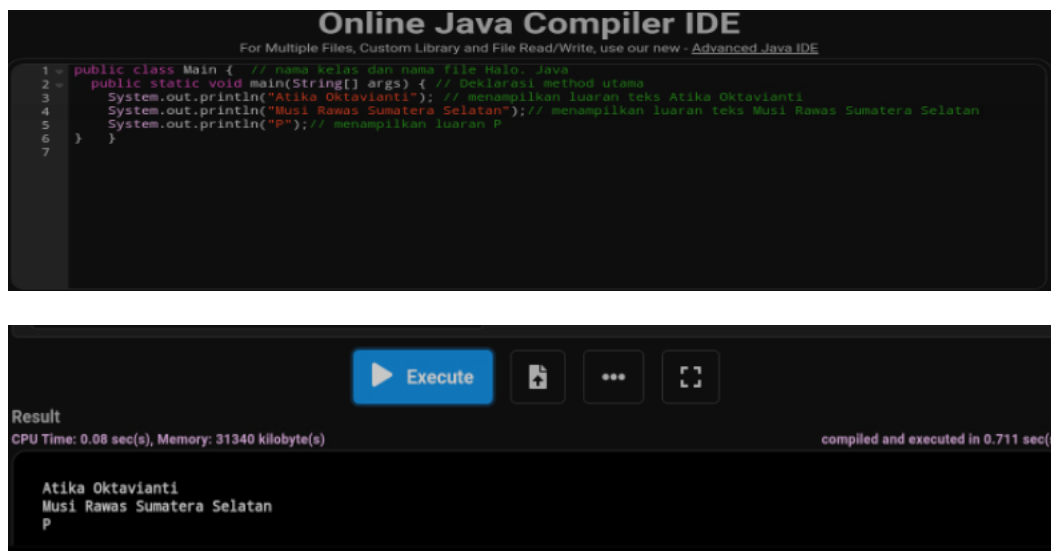 Online Java Compiler IDE
For Multiple Files, Custom Library and File Read/Write, use our new - Advanced Java IDE
1 public class Main { // nama kelas dan nama file Halo. Java
2 public static void main(String[] args) { // Deklarasi method utama
3 System.out.println("Atika Oktavianti"); // menampilkan luaran teks Atika Oktavianti
4 System.out.println("Musi Rawas Sumatera Selatan");// menampilkan luaran teks Musi Rawas Sumatera Selatan
5 System.out.println("P");// menampilkan luaran P
6 } }
7
Execute
Result
CPU Time: 0.08 sec(s), Memory: 31340 kilobyte(s) compiled and executed in 0.711 sec(
Atika Oktavianti
Musi Rawas Sumatera Selatan
P